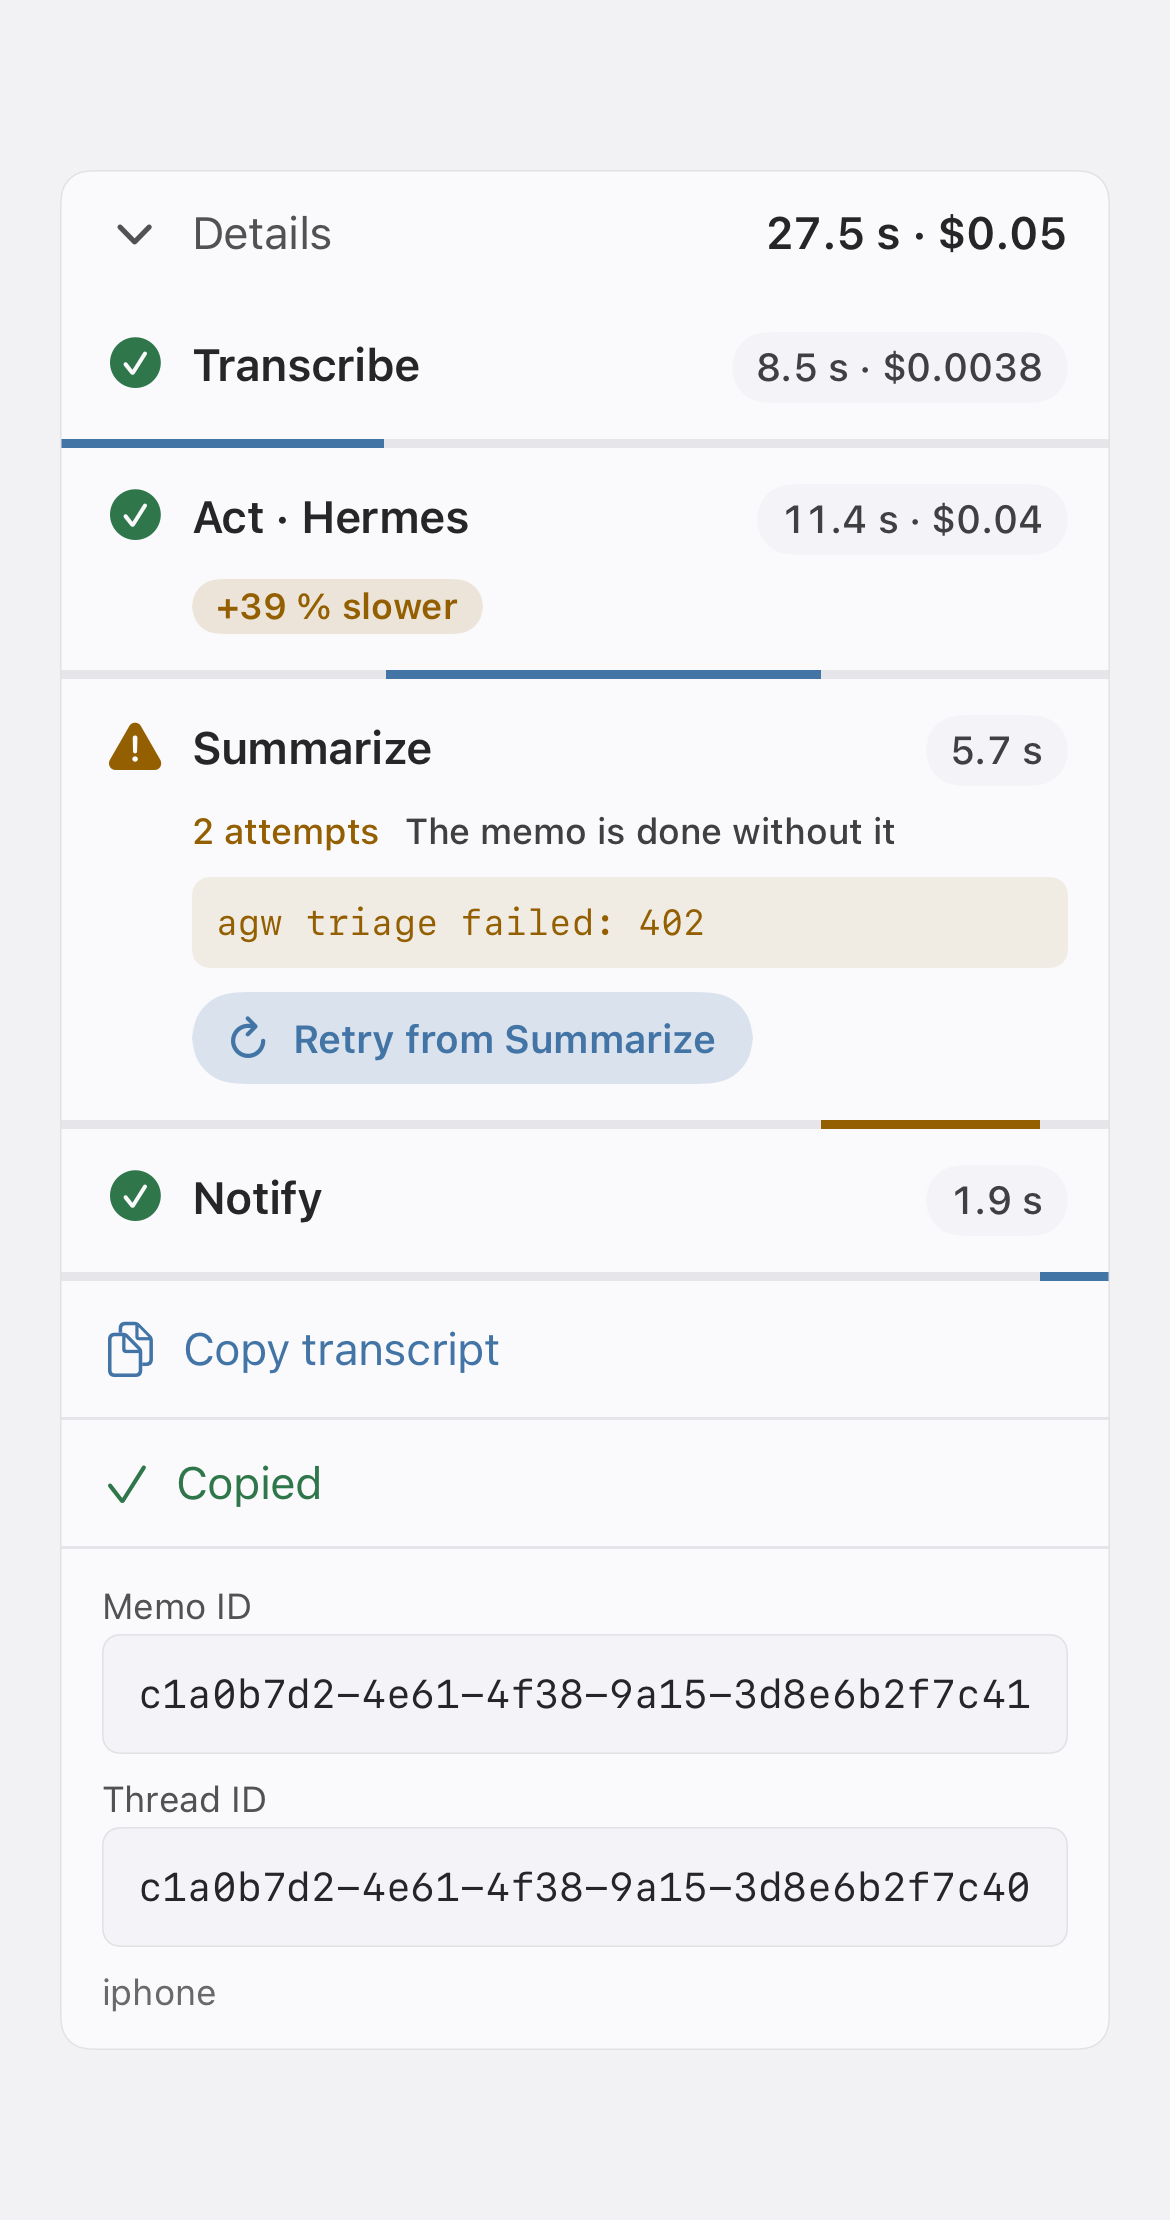 Details 27.5 s · $0.05
Transcribe 8.5 s · $0.0038
Act · Hermes 11.4 s · $0.04
+39 % slower
Summarize 5.7 s
2 attempts The memo is done without it
agw triage failed: 402
Retry from Summarize
Notify 1.9 s
Copy transcript
Copied
Memo ID
c1a0b7d2-4e61-4f38-9a15-3d8e6b2f7c41
Thread ID
c1a0b7d2-4e61-4f38-9a15-3d8e6b2f7c40
iphone